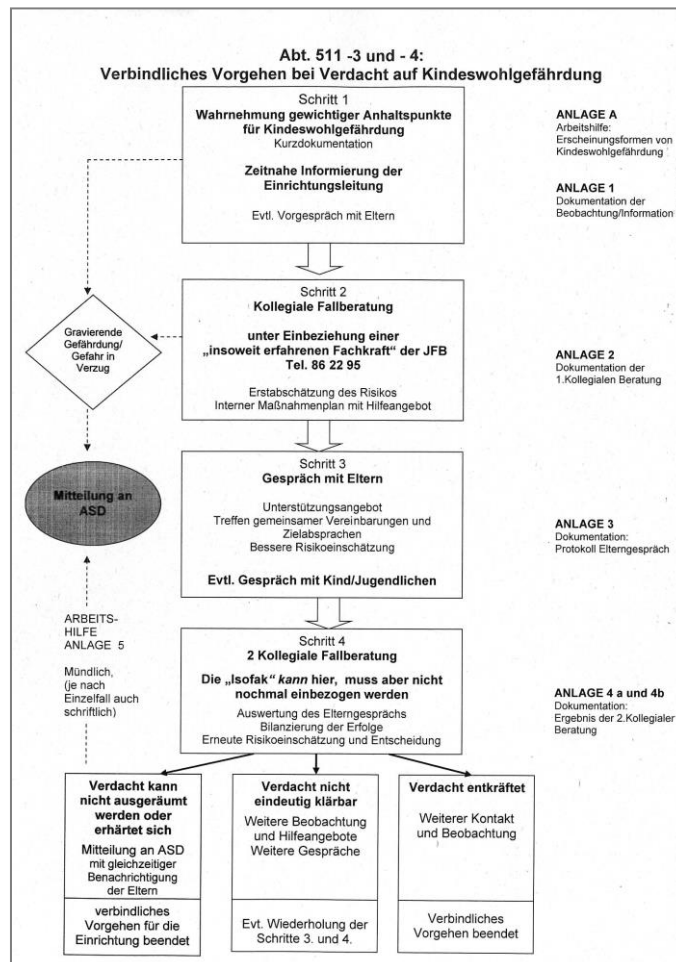 Abt. 511 -3 und - 4:
Verbindliches Vorgehen bei Verdacht auf Kindeswohlgefährdung
Schritt 1
Wahrnehmung gewichtiger Anhaltspunkte
für Kindeswohlgefährdung
Kurzdokumentation
Zeitnahe Informierung der
Einrichtungsleitung
Evtl. Vorgespräch mit Eltern
ANLAGE A
Arbeitshilfe:
Erscheinungsformen von
Kindeswohlgefährdung
ANLAGE 1
Dokumentation der
Beobachtung/Information
Schritt 2
Kollegiale Fallberatung
unter Einbeziehung einer
„insoweit erfahrenen Fachkraft“ der JFB
Tel. 86 22 95
Erstabschätzung des Risikos
Interner Maßnahmenplan mit Hilfeangebot
Gravierende
Gefährdung/
Gefahr in
Verzug
ANLAGE 2
Dokumentation der
1.Kollegialen Beratung
Schritt 3
Gespräch mit Eltern
Unterstützungsangebot
Treffen gemeinsamer Vereinbarungen und
Zielabsprachen
Bessere Risikoeinschätzung
Evtl. Gespräch mit Kind/Jugendlichen
Mitteilung an
ASD
ANLAGE 3
Dokumentation:
Protokoll Elterngespräch
ARBEITS-
HILFE
ANLAGE 5
Mündlich,
(je nach
Einzelfall auch
schriftlich)
Schritt 4
2 Kollegiale Fallberatung
Die „Isofak“ kann hier, muss aber nicht
nochmal einbezogen werden
Auswertung des Elterngesprächs
Bilanzierung der Erfolge
Erneute Risikoeinschätzung und Entscheidung
ANLAGE 4 a und 4b
Dokumentation:
Ergebnis der 2.Kollegialer
Beratung
Verdacht kann
nicht ausgeräumt
werden oder
erhärtet sich
Mitteilung an ASD
mit gleichzeitiger
Benachrichtigung
der Eltern
verbindliches
Vorgehen für die
Einrichtung beendet
Verdacht nicht
eindeutig klärbar
Weitere Beobachtung
und Hilfeangebote
Weitere Gespräche
Evt. Wiederholung der
Schritte 3. und 4.
Verdacht entkräftet
Weiterer Kontakt
und Beobachtung
Verbindliches
Vorgehen beendet